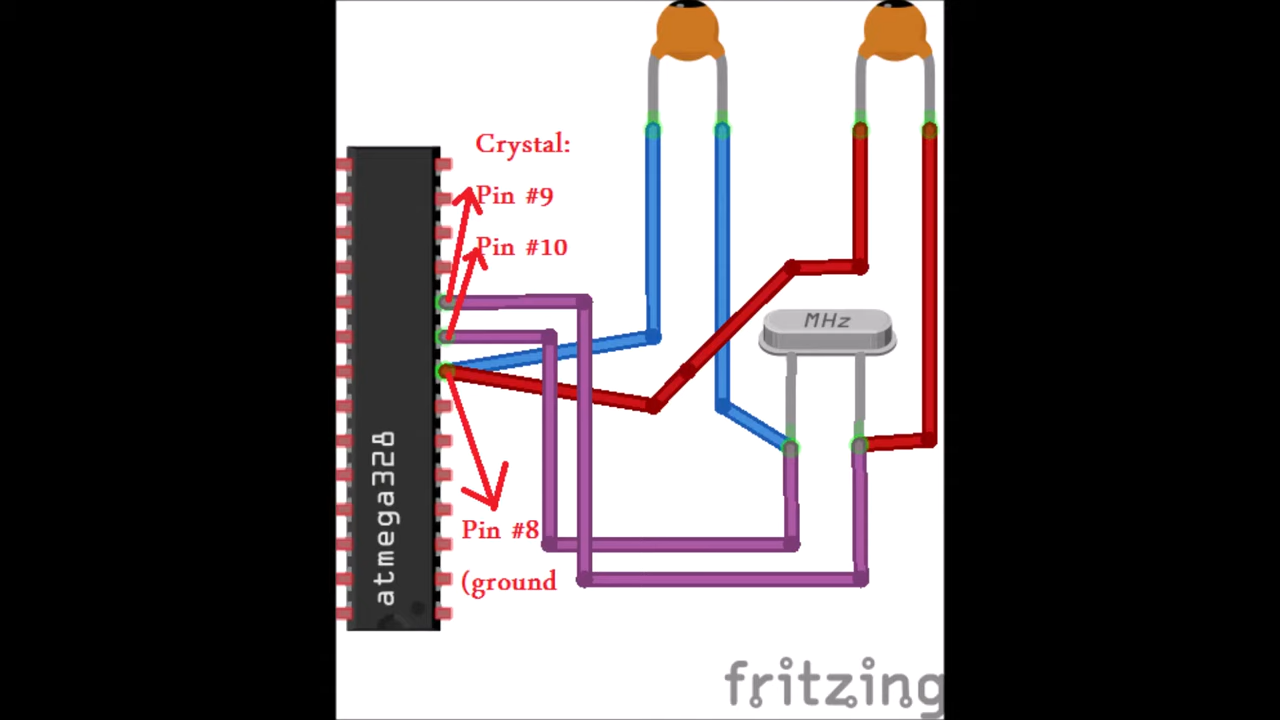 Crystal:
Pin #9
Pin #10
MHz
atmega328
Pin #8
(ground
fritzing